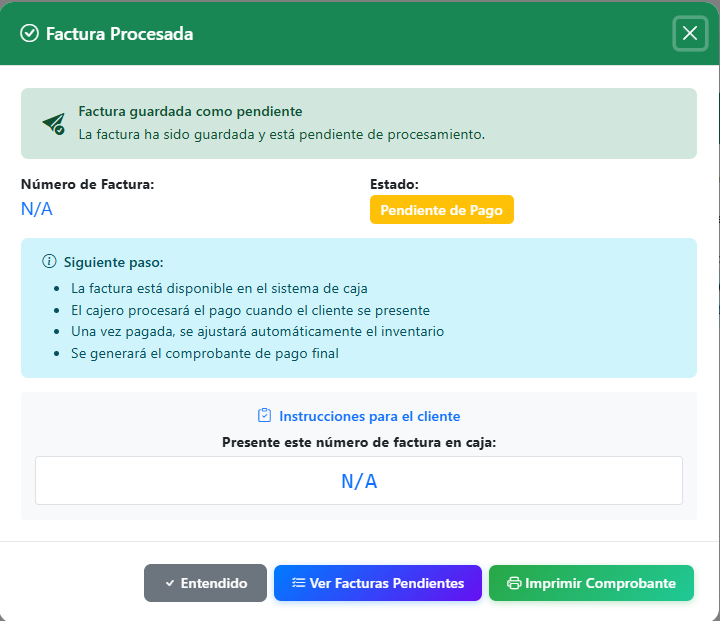 Factura Procesada
Factura guardada como pendiente
La factura ha sido guardada y está pendiente de procesamiento.
Número de Factura:
N/A
Estado:
Pendiente de Pago
Siguiente paso:
La factura está disponible en el sistema de caja
El cajero procesará el pago cuando el cliente se presente
Una vez pagada, se ajustará automáticamente el inventario
Se generará el comprobante de pago final
Instrucciones para el cliente
Presente este número de factura en caja:
N/A
Entendido
Ver Facturas Pendientes
Imprimir Comprobante